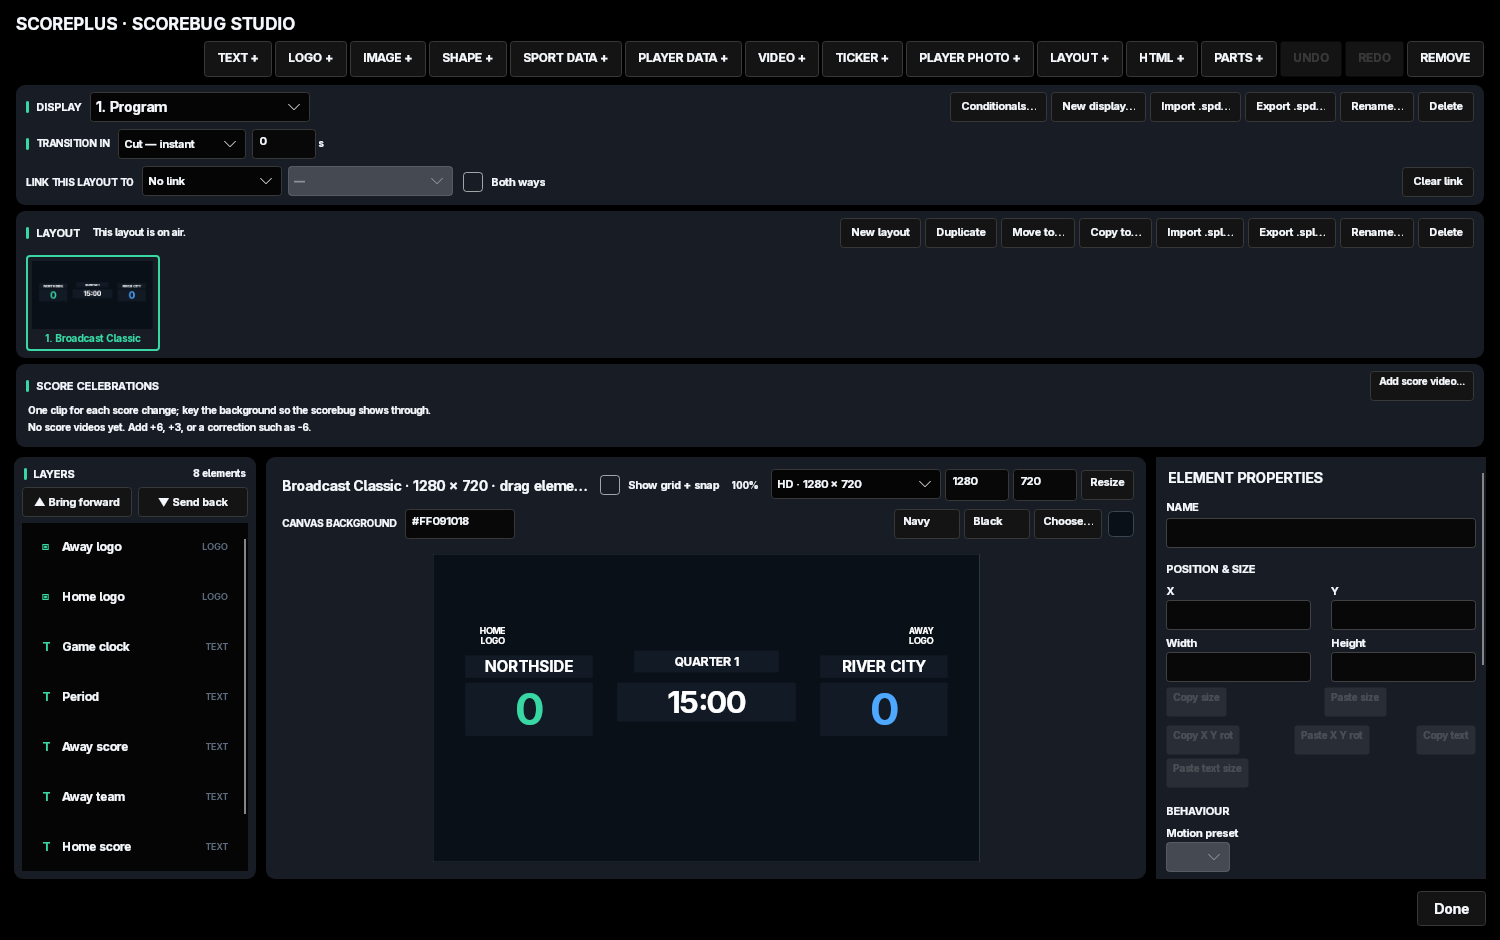 SCOREPLUS · SCOREBUG STUDIO
TEXT + LOGO + IMAGE + SHAPE + SPORT DATA + PLAYER DATA + VIDEO + TICKER + PLAYER PHOTO + LAYOUT + HTML + PARTS + UNDO REDO REMOVE
DISPLAY 1. Program Conditionals... New display... Import .spd... Export .spd... Rename... Delete
TRANSITION IN Cut — instant 0 s
LINK THIS LAYOUT TO No link — Both ways Clear link
LAYOUT This layout is on air. New layout Duplicate Move to... Copy to... Import .spl... Export .spl... Rename... Delete
NORTHSIDE QUARTER 1 RIVER CITY
0 15:00 0
1. Broadcast Classic
SCORE CELEBRATIONS Add score video...
One clip for each score change; key the background so the scorebug shows through.
No score videos yet. Add +6, +3, or a correction such as -6.
LAYERS 8 elements
▲ Bring forward ▼ Send back
Away logo LOGO
Home logo LOGO
T Game clock TEXT
T Period TEXT
T Away score TEXT
T Away team TEXT
T Home score TEXT
Broadcast Classic · 1280 × 720 · drag eleme... Show grid + snap 100% HD · 1280 × 720 1280 720 Resize
CANVAS BACKGROUND #FF091018 Navy Black Choose...
HOME LOGO
AWAY LOGO
NORTHSIDE QUARTER 1 RIVER CITY
0 15:00 0
ELEMENT PROPERTIES
NAME
POSITION & SIZE
X Y
Width Height
Copy size Paste size
Copy X Y rot Paste X Y rot Copy text
Paste text size
BEHAVIOUR
Motion preset
Done